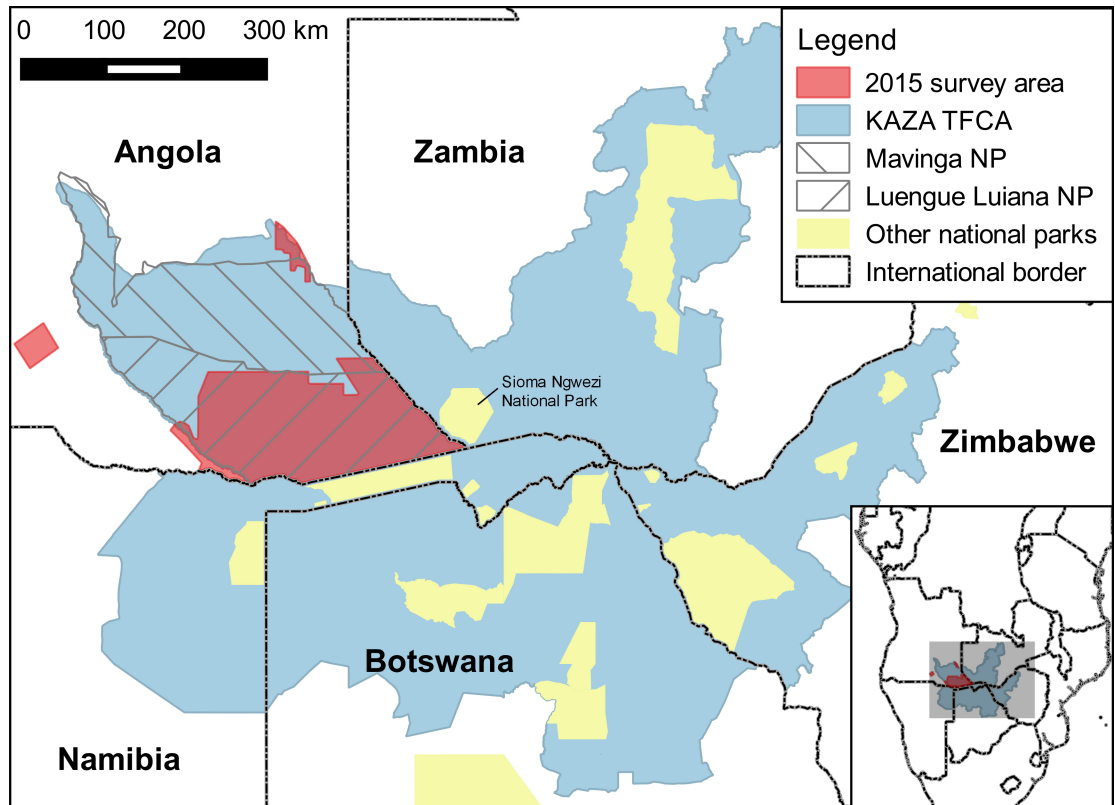 0 100 200 300 km
Legend
2015 survey area
KAZA TFCA
Mavinga NP
Luengue Luiana NP
Other national parks
International border
Angola
Zambia
Sioma Ngwezi
National Park
Zimbabwe
Botswana
Namibia